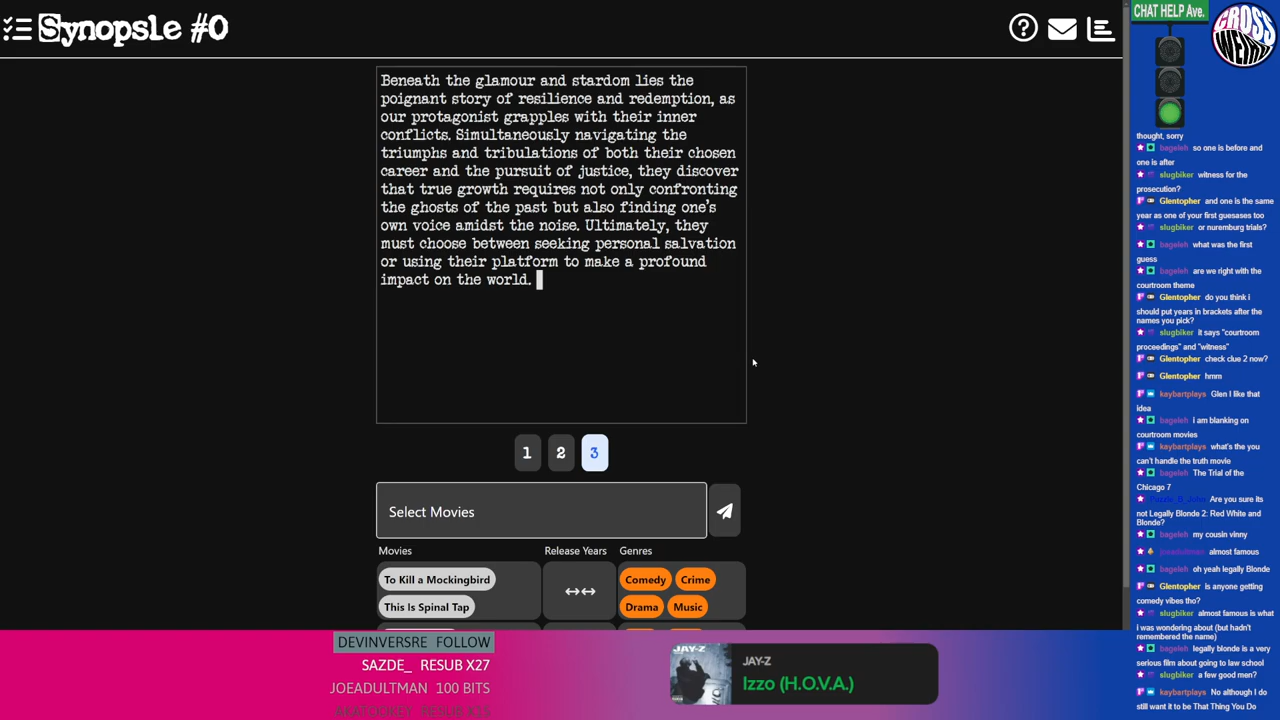 Synopsle #0
CHAT HELP Ave.
CROSS
WEIRD
Beneath the glamour and stardom lies the
poignant story of resilience and redemption, as
our protagonist grapples with their inner
conflicts. Simultaneously navigating the
triumphs and tribulations of both their chosen
career and the pursuit of justice, they discover
that true growth requires not only confronting
the ghosts of the past but also finding one's
own voice amidst the noise. Ultimately, they
must choose between seeking personal salvation
or using their platform to make a profound
impact on the world.
1 2 3
Select Movies
Movies Release Years Genres
To Kill a Mockingbird
This Is Spinal Tap
Comedy Crime
Drama Music
thought, sorry
bageleh so one is before and
one is after
slugbiker witness for the
prosecution?
Glentopher and one is the same
year as one of your first guesases too
slugbiker or nuremburg trials?
bageleh what was the first
guess
bageleh are we right with the
courtroom theme
Glentopher do you think i
should put years in brackets after the
names you pick?
slugbiker it says "courtroom
proceedings" and "witness"
Glentopher check clue 2 now?
Glentopher hmm
kaybartplays Glen I like that
idea
bageleh i am blanking on
courtroom movies
kaybartplays what's the you
can't handle the truth movie
bageleh The Trial of the
Chicago 7
Puzzle_B_John Are you sure its
not Legally Blonde 2: Red White and
Blonde?
bageleh my cousin vinny
joeadultman almost famous
bageleh oh yeah legally Blonde
Glentopher is anyone getting
comedy vibes tho?
slugbiker almost famous is what
i was wondering about (but hadn't
remembered the name)
bageleh legally blonde is a very
serious film about going to law school
slugbiker a few good men?
kaybartplays No although I do
still want it to be That Thing You Do
DEVINVERSRE FOLLOW
SAZDE_ RESUB X27
JOEADULTMAN 100 BITS
JAY-Z
JAY-Z
Izzo (H.O.V.A.)